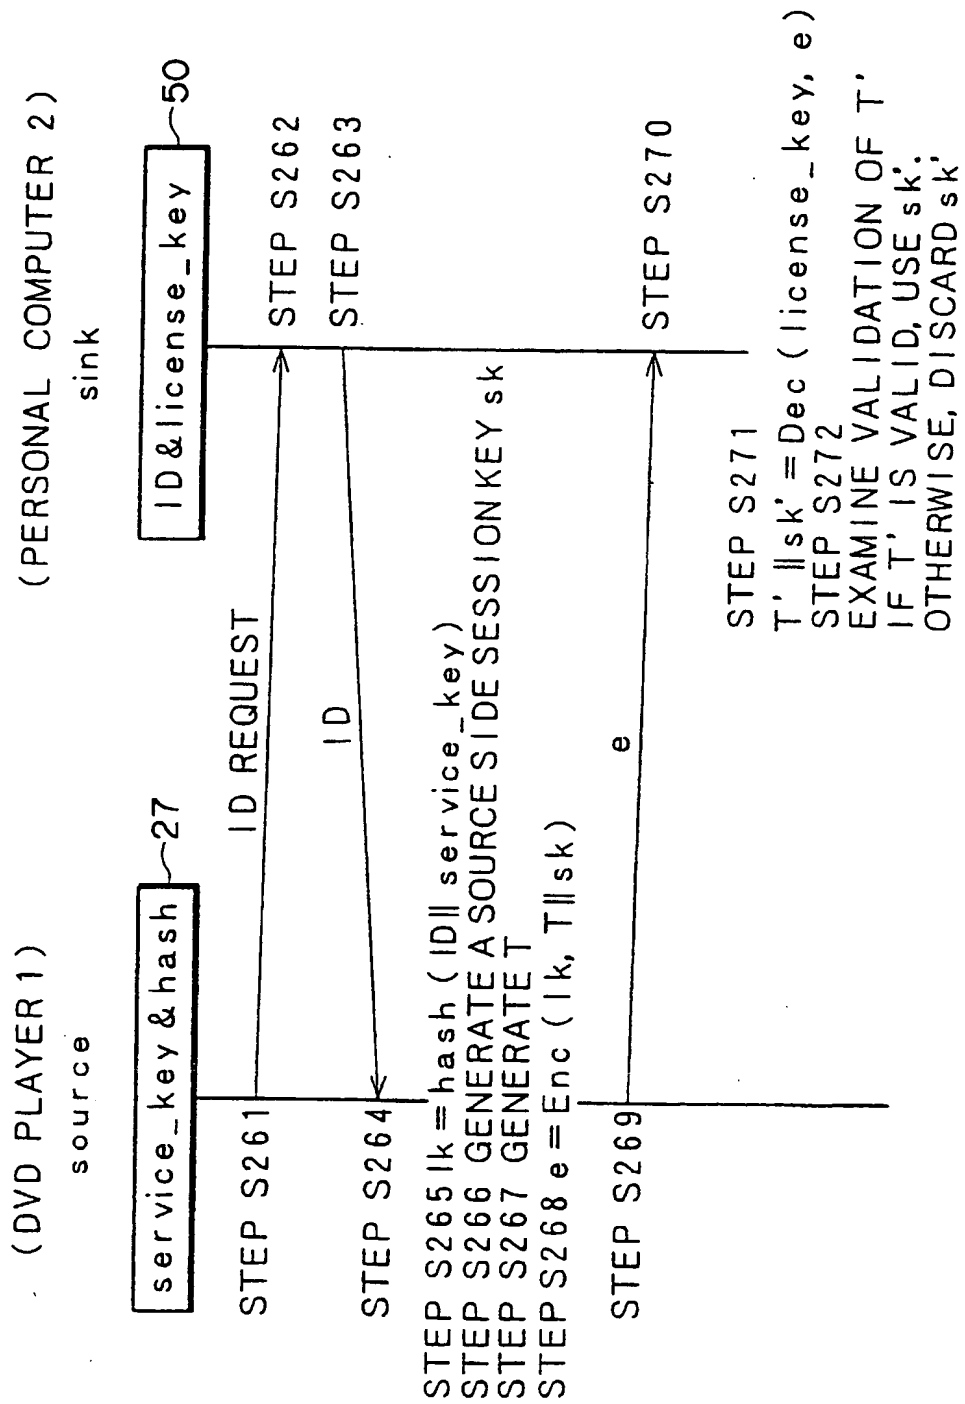 (DVD PLAYER 1)
source
(PERSONAL COMPUTER 2)
sink
service_key & hash
27
ID & license_key
50
STEP S261
ID REQUEST
STEP S262
STEP S263
ID
STEP S264
STEP S265 lk = hash ( ID || service_key )
STEP S266 GENERATE A SOURCE SIDE SESSION KEY sk
STEP S267 GENERATE T
STEP S268 e = Enc ( lk, T || sk )
STEP S269
e
STEP S270
STEP S271
T' || sk' = Dec ( license_key, e )
STEP S272
EXAMINE VALIDATION OF T'
IF T' IS VALID, USE sk'.
OTHERWISE, DISCARD sk'